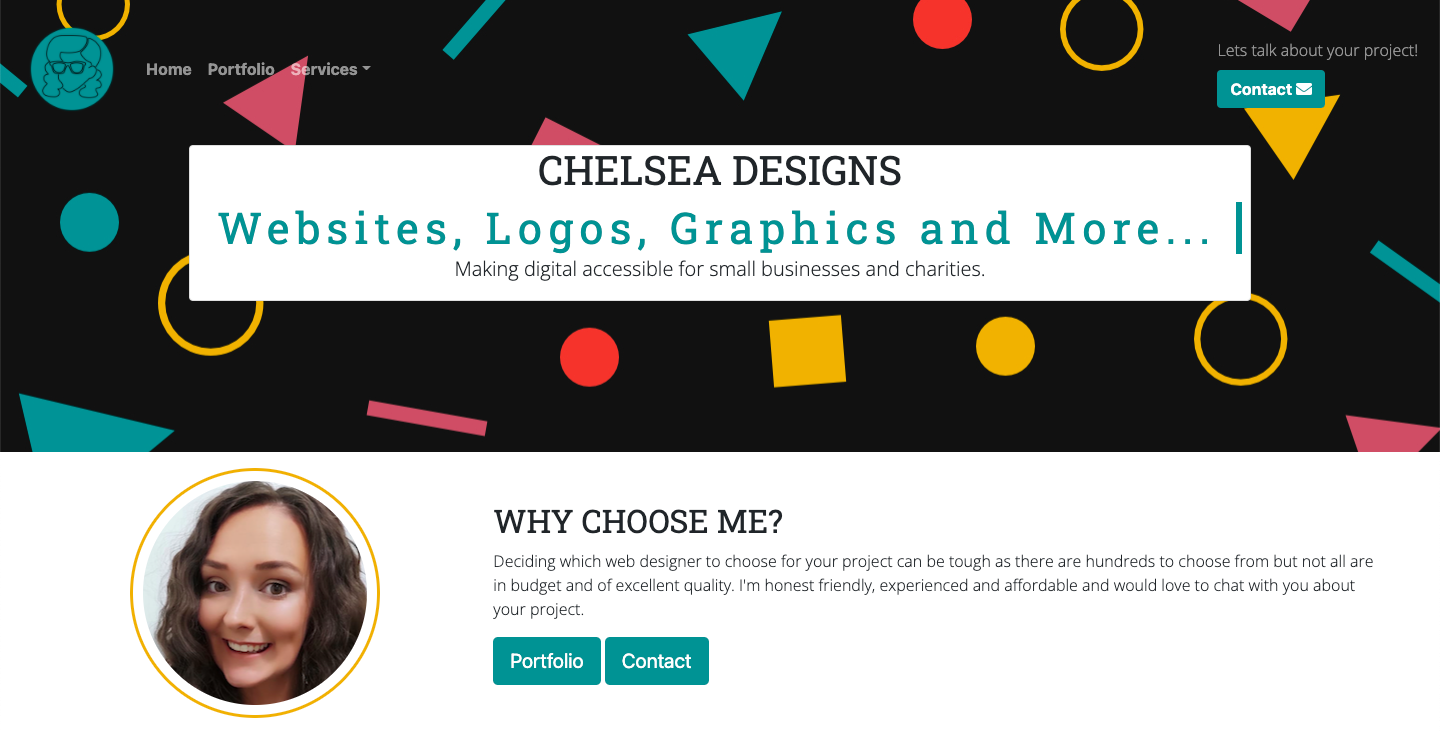 Home Portfolio Services
Lets talk about your project!
Contact
CHELSEA DESIGNS
Websites, Logos, Graphics and More...
Making digital accessible for small businesses and charities.
WHY CHOOSE ME?
Deciding which web designer to choose for your project can be tough as there are hundreds to choose from but not all are
in budget and of excellent quality. I'm honest friendly, experienced and affordable and would love to chat with you about
your project.
Portfolio Contact